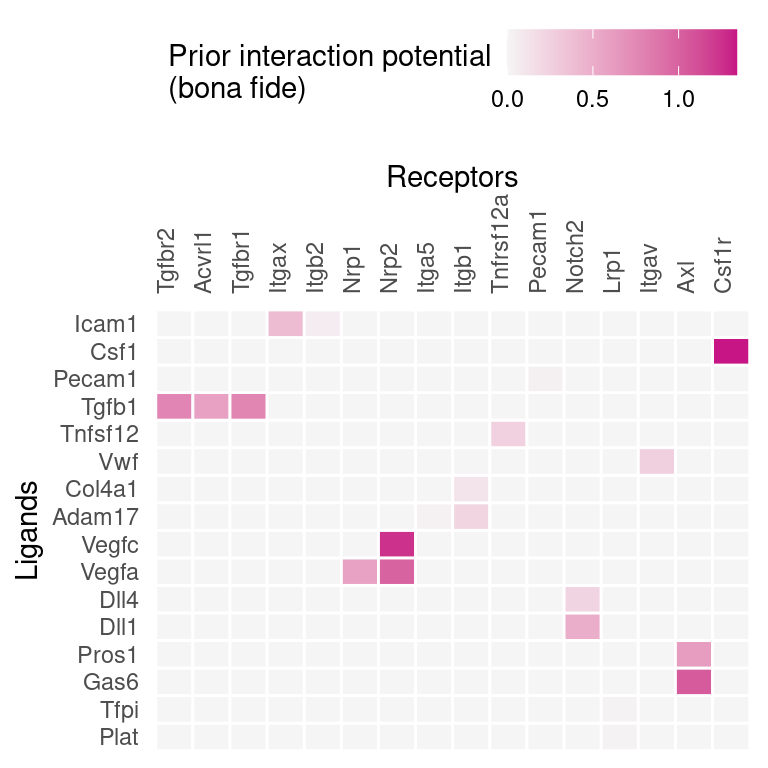 Prior interaction potential
(bona fide)
0.0
0.5
1.0
Receptors
Tgfbr2
Acvrl1
Tgfbr1
Itgax
Itgb2
Nrp1
Nrp2
Itga5
Itgb1
Tnfrsf12a
Pecam1
Notch2
Lrp1
Itgav
Axl
Csf1r
Ligands
Icam1
Csf1
Pecam1
Tgfb1
Tnfsf12
Vwf
Col4a1
Adam17
Vegfc
Vegfa
Dll4
Dll1
Pros1
Gas6
Tfpi
Plat